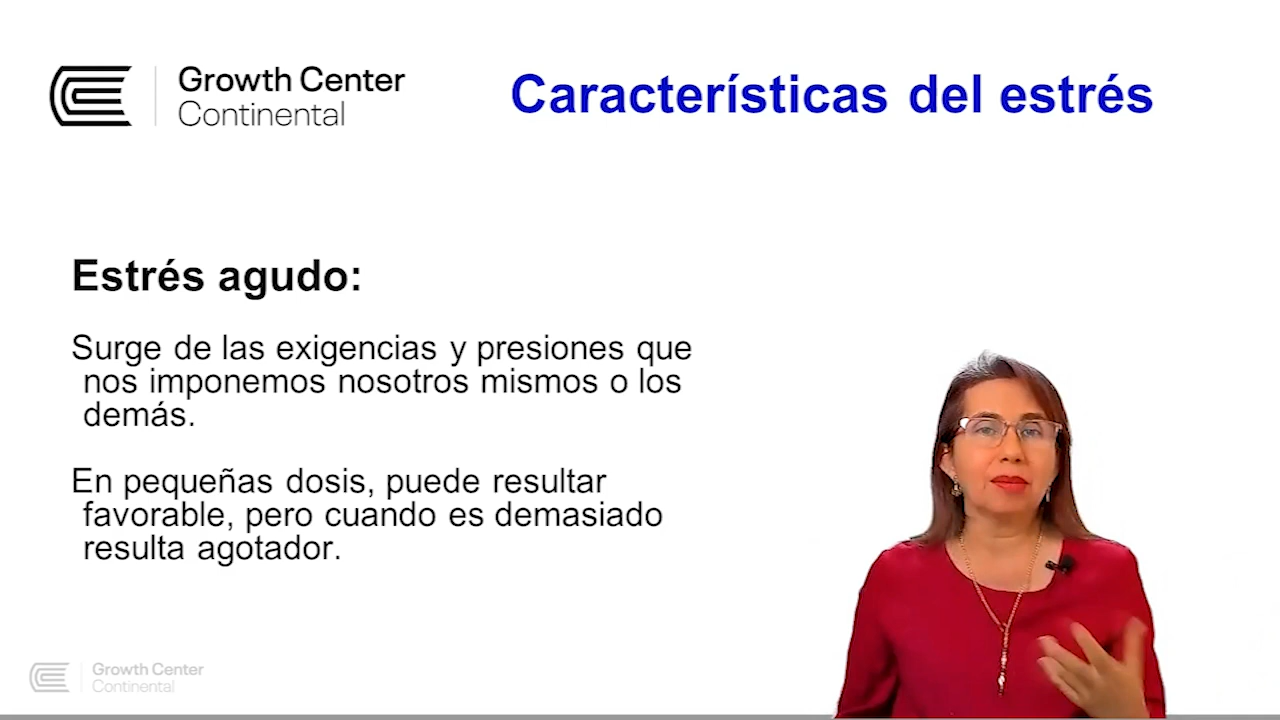 Growth Center
Continental
Características del estrés
Estrés agudo:
Surge de las exigencias y presiones que
nos imponemos nosotros mismos o los
demás.
En pequeñas dosis, puede resultar
favorable, pero cuando es demasiado
resulta agotador.
Growth Center
Continental